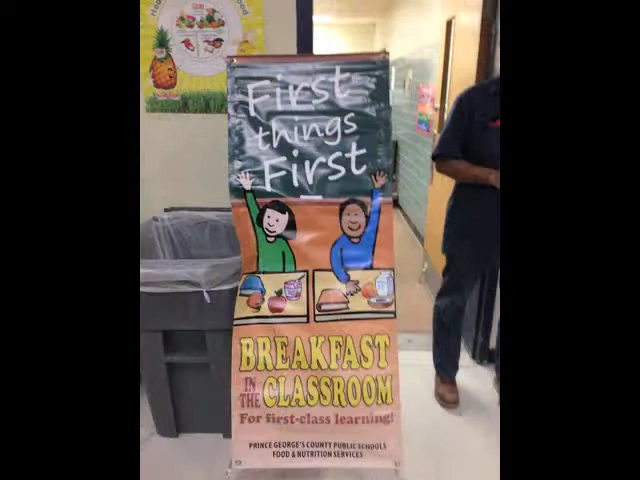 First
things
First
BREAKFAST
IN THE CLASSROOM
For first-class learning!
PRINCE GEORGE'S COUNTY PUBLIC SCHOOLS
FOOD & NUTRITION SERVICES